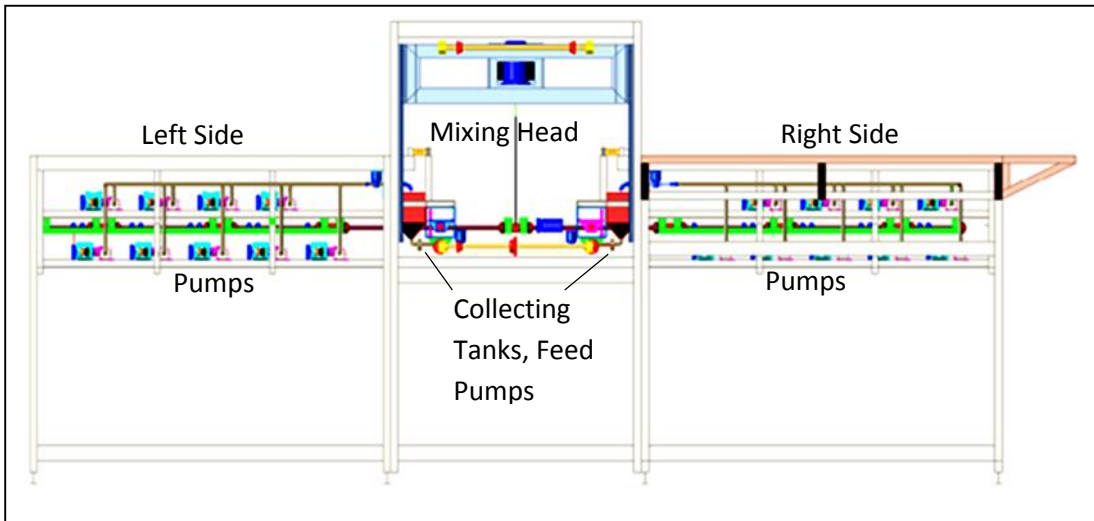 Left Side
Mixing Head
Right Side
Pumps
Pumps
Collecting
Tanks, Feed
Pumps